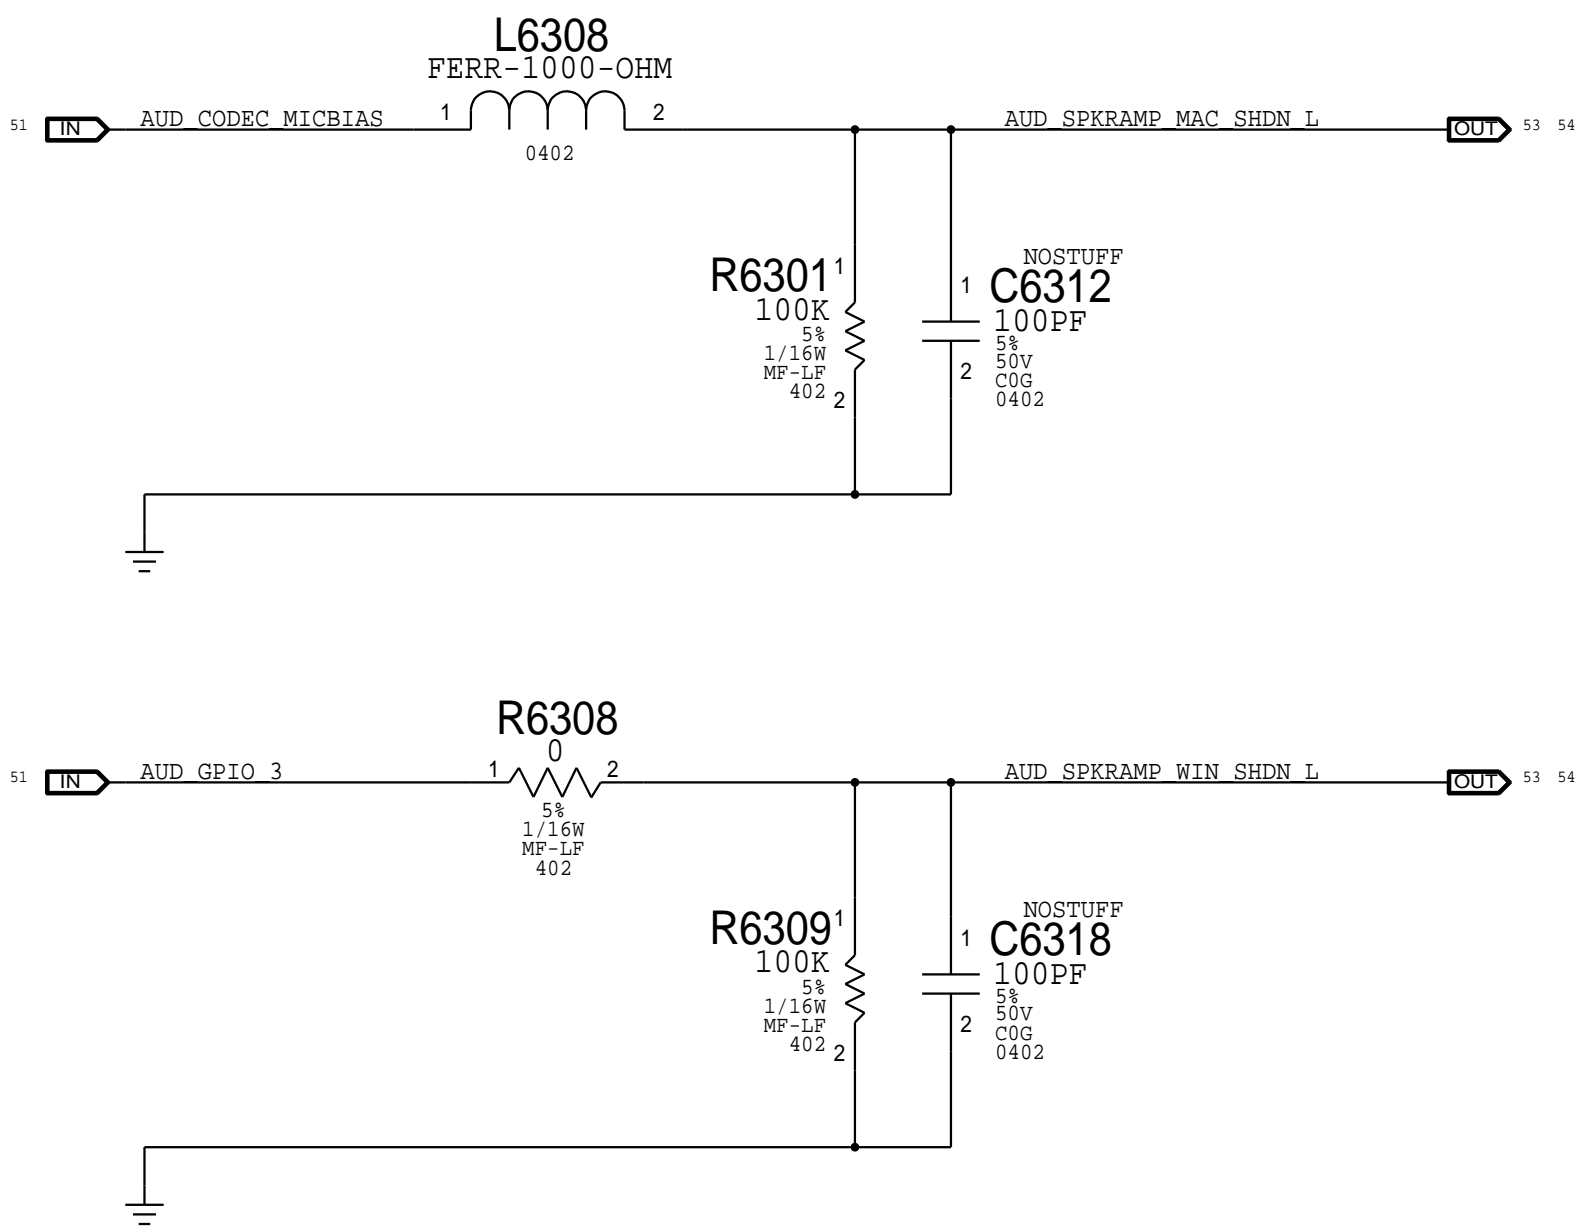 L6308
FERR-1000-OHM
51 IN AUD_CODEC_MICBIAS 1 2 AUD_SPKRAMP_MAC_SHDN_L OUT 53 54
0402
NOSTUFF
R6301 1 1 C6312
100K 100PF
5% 5%
1/16W 50V
MF-LF 2 C0G
402 2 0402
R6308
0
51 IN AUD_GPIO_3 1 2 AUD_SPKRAMP_WIN_SHDN_L OUT 53 54
5%
1/16W
MF-LF
402
NOSTUFF
R6309 1 1 C6318
100K 100PF
5% 5%
1/16W 50V
MF-LF 2 C0G
402 2 0402